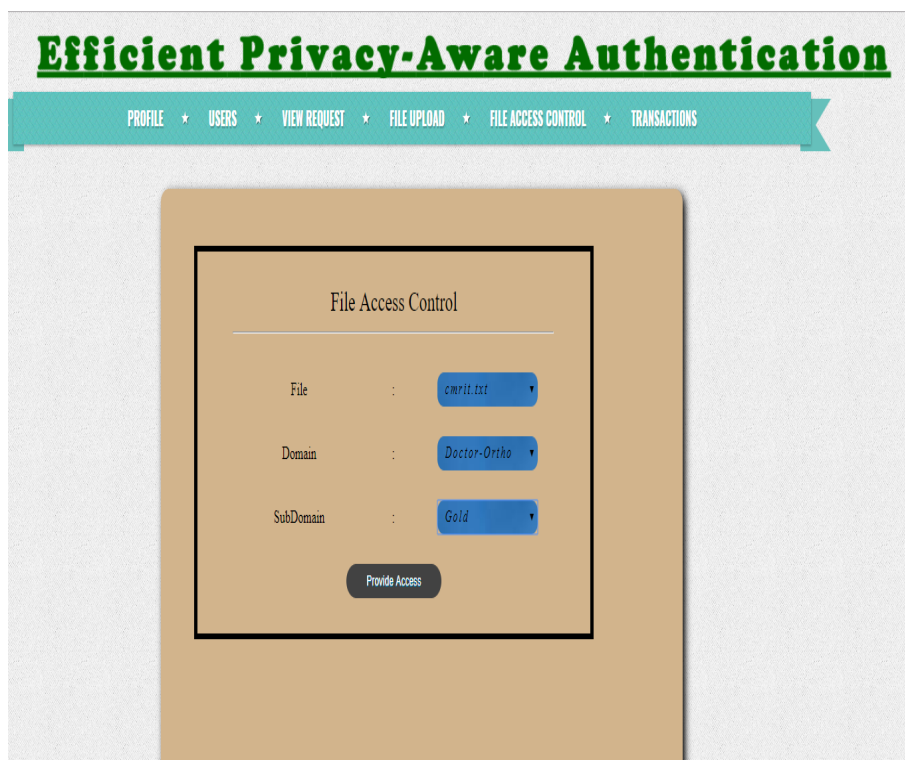 Efficient Privacy-Aware Authentication
PROFILE ★ USERS ★ VIEW REQUEST ★ FILE UPLOAD ★ FILE ACCESS CONTROL ★ TRANSACTIONS
File Access Control
File : cmrit.txt
Domain : Doctor-Ortho
SubDomain : Gold
Provide Access